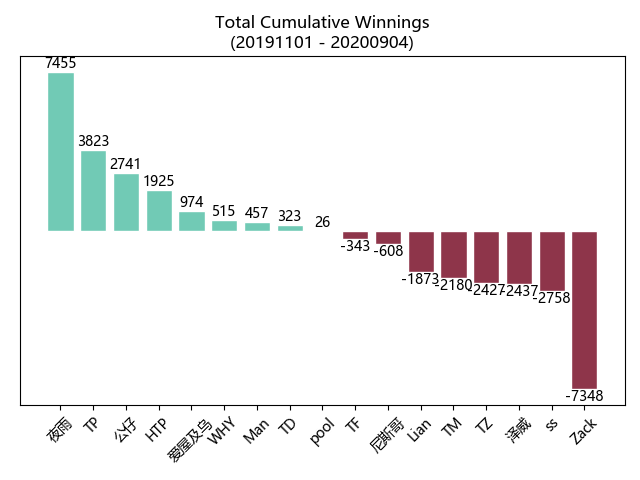 Total Cumulative Winnings
(20191101 - 20200904)
7455
3823
2741
1925
974
515
457
323
26
-343
-608
-1873
-2180
-2427
-2437
-2758
-7348
夜雨
TP
公仔
HTP
爱屋及乌
WHY
Man
TD
pool
TF
尼斯哥
Lian
TM
TZ
泽威
ss
Zack